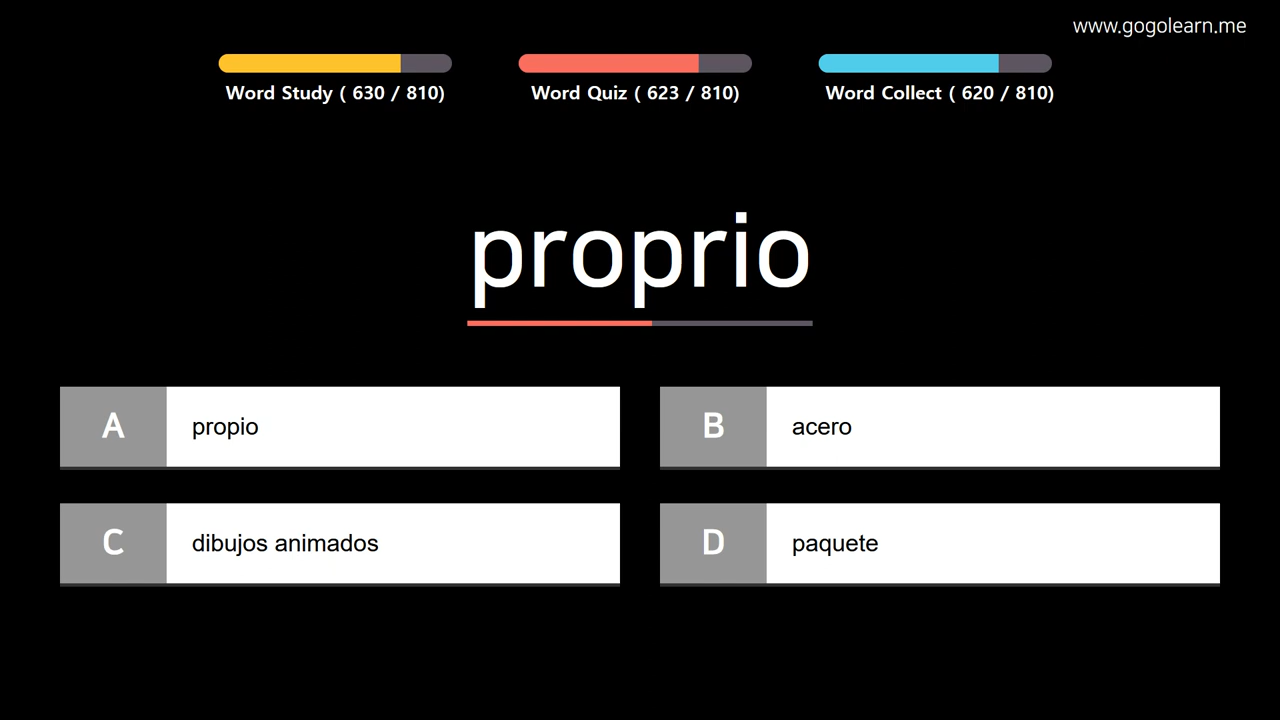 www.gogolearn.me
Word Study ( 630 / 810)
Word Quiz ( 623 / 810)
Word Collect ( 620 / 810)
proprio
A propio
B acero
C dibujos animados
D paquete